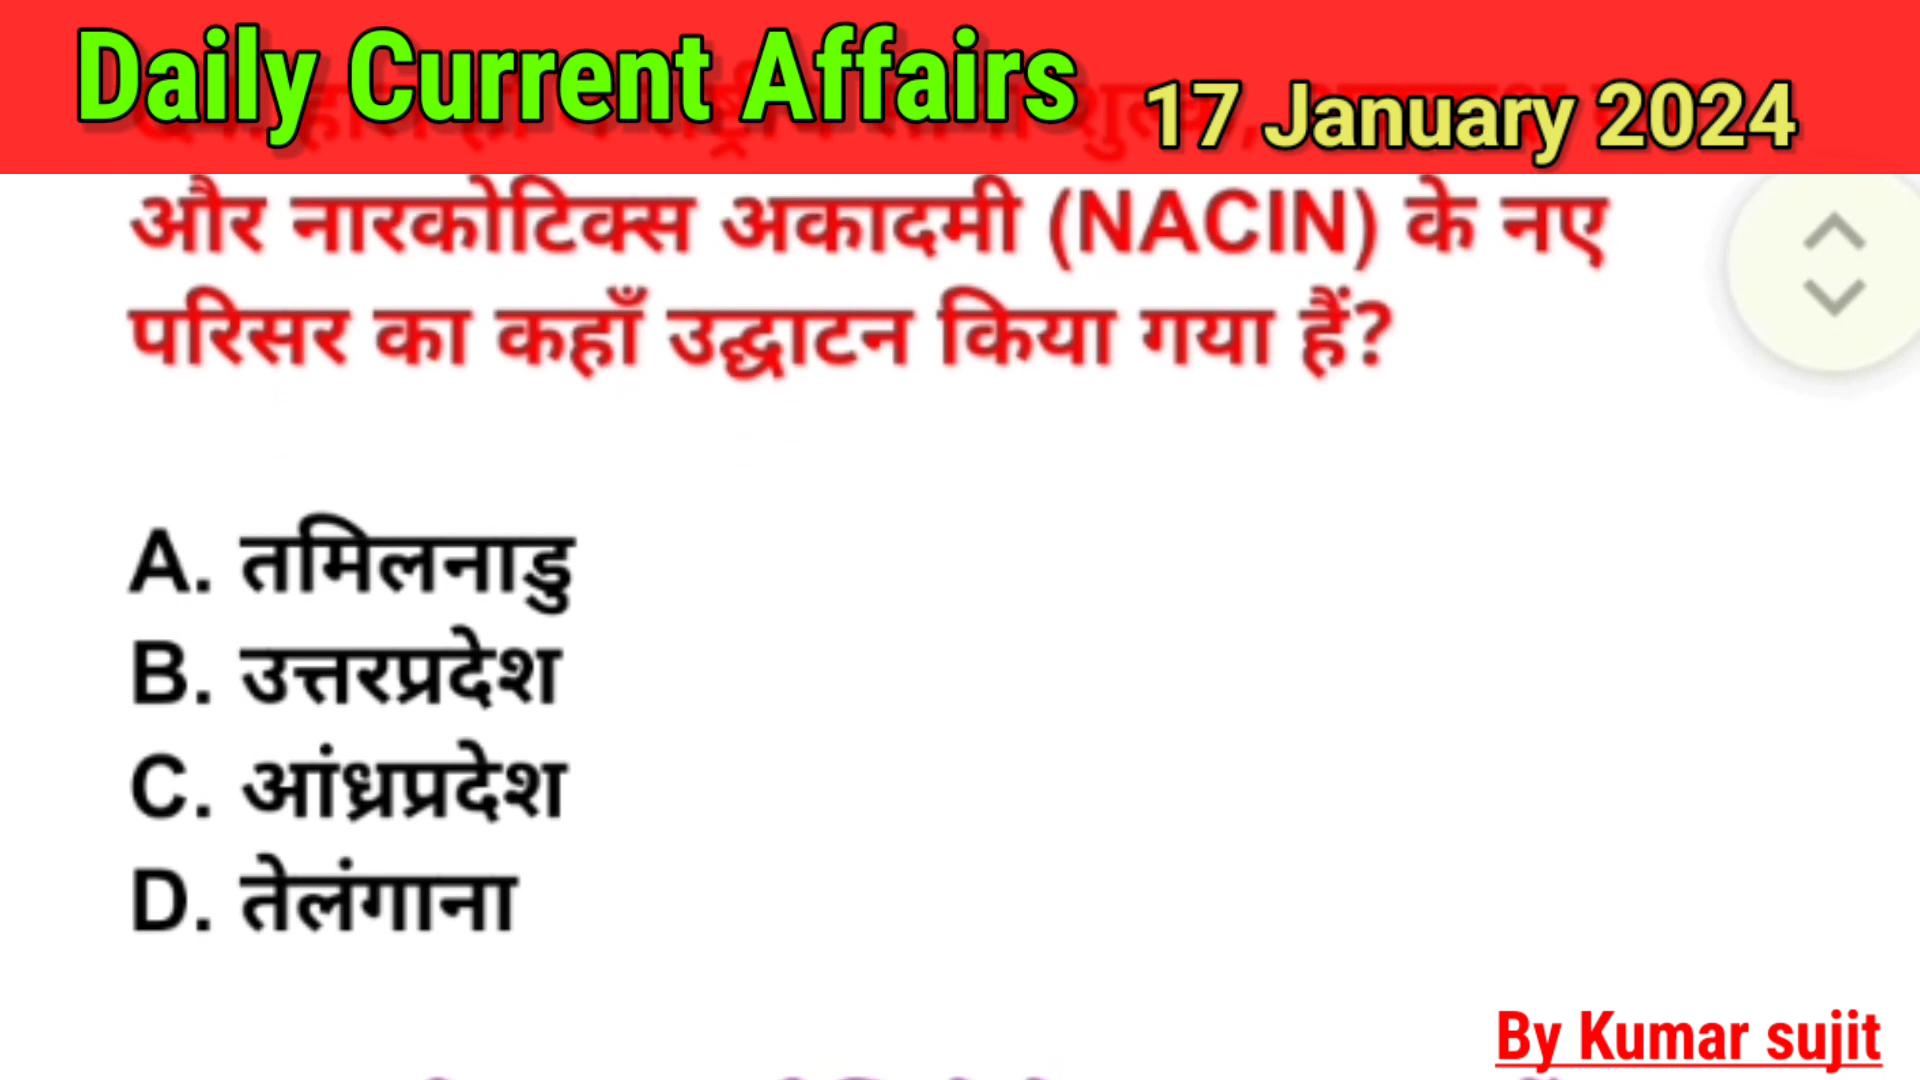 Daily Current Affairs 17 January 2024
और नारकोटिक्स अकादमी (NACIN) के नए
परिसर का कहाँ उद्घाटन किया गया हैं?
A. तमिलनाडु
B. उत्तरप्रदेश
C. आंध्रप्रदेश
D. तेलंगाना
By Kumar sujit